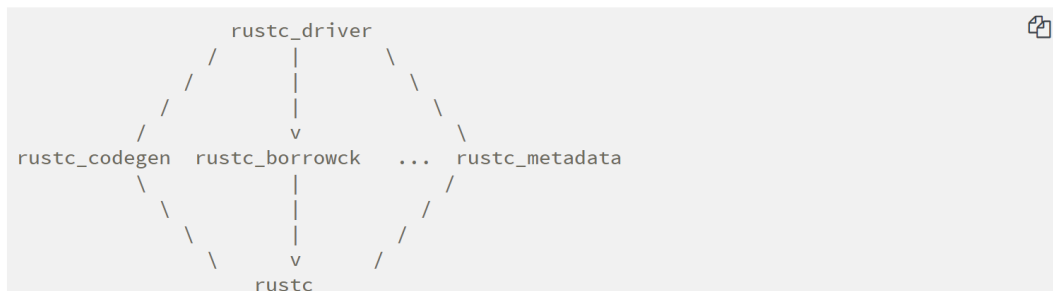 rustc_driver
/ | \
/ | \
/ | \
/ v \
rustc_codegen rustc_borrowck ... rustc_metadata
\ | /
\ | /
\ | /
\ v /
rustc